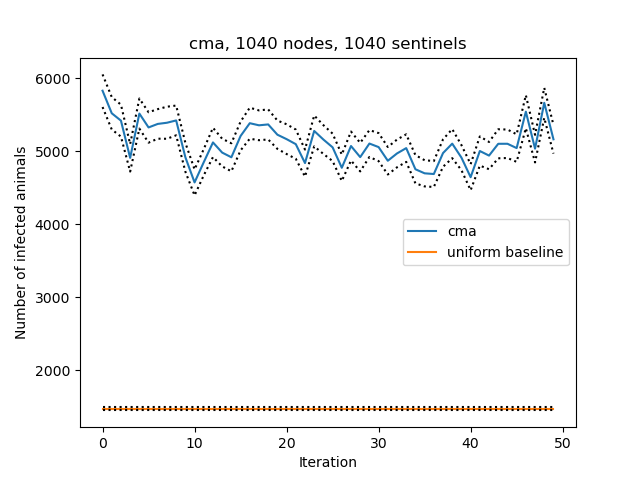 cma, 1040 nodes, 1040 sentinels
Number of infected animals
6000
5000
4000
3000
2000
cma
uniform baseline
0
10
20
30
40
50
Iteration